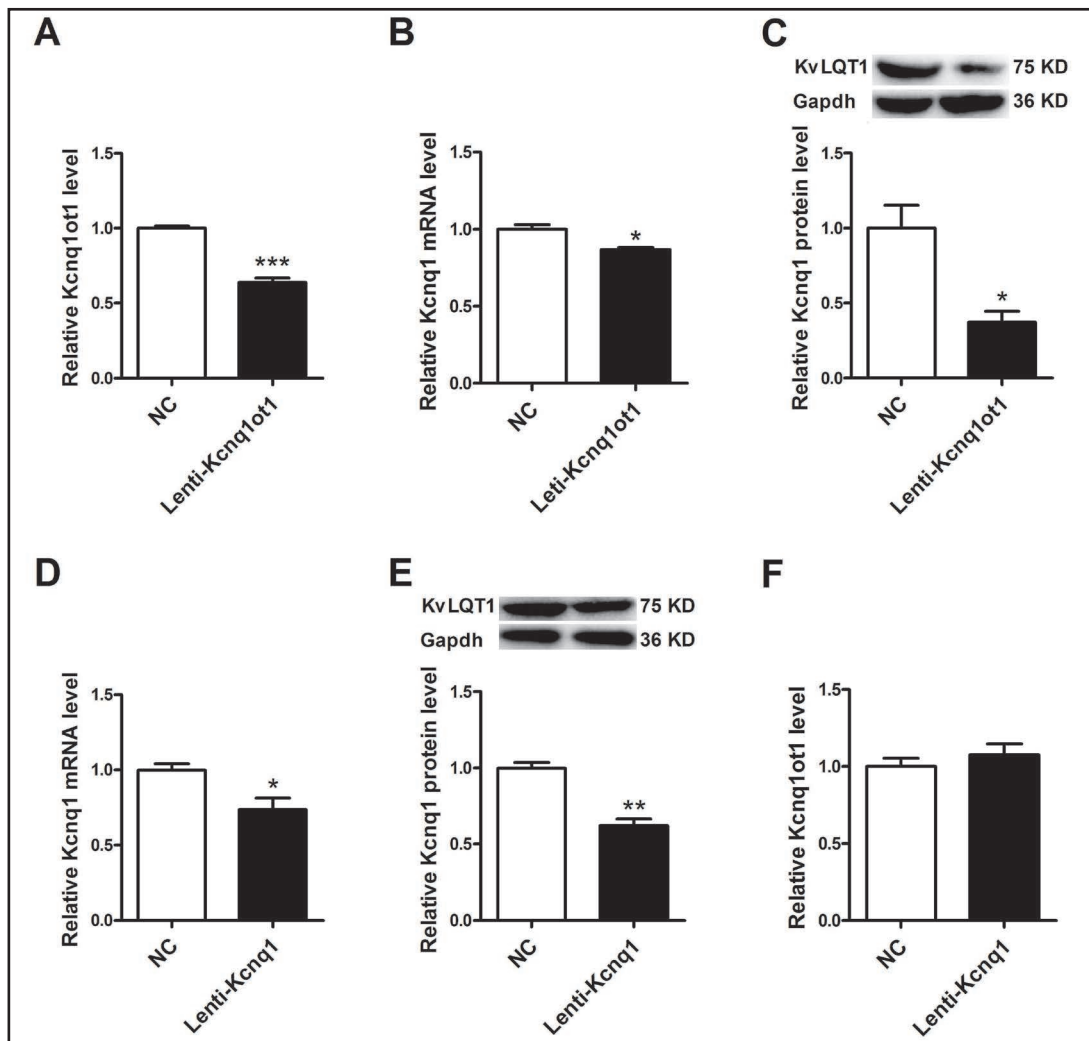 A
Relative Kcnq1ot1 level
1.5
1.0
0.5
0.0
***
NC
Lenti-Kcnq1ot1
B
Relative Kcnq1 mRNA level
1.5
1.0
0.5
0.0
*
NC
Leti-Kcnq1ot1
C
KvLQT1 75 KD
Gapdh 36 KD
Relative Kcnq1 protein level
1.5
1.0
0.5
0.0
*
NC
Lenti-Kcnq1ot1
D
Relative Kcnq1 mRNA level
1.5
1.0
0.5
0.0
*
NC
Lenti-Kcnq1
E
KvLQT1 75 KD
Gapdh 36 KD
Relative Kcnq1 protein level
1.5
1.0
0.5
0.0
**
NC
Lenti-Kcnq1
F
Relative Kcnq1ot1 level
1.5
1.0
0.5
0.0
NC
Lenti-Kcnq1